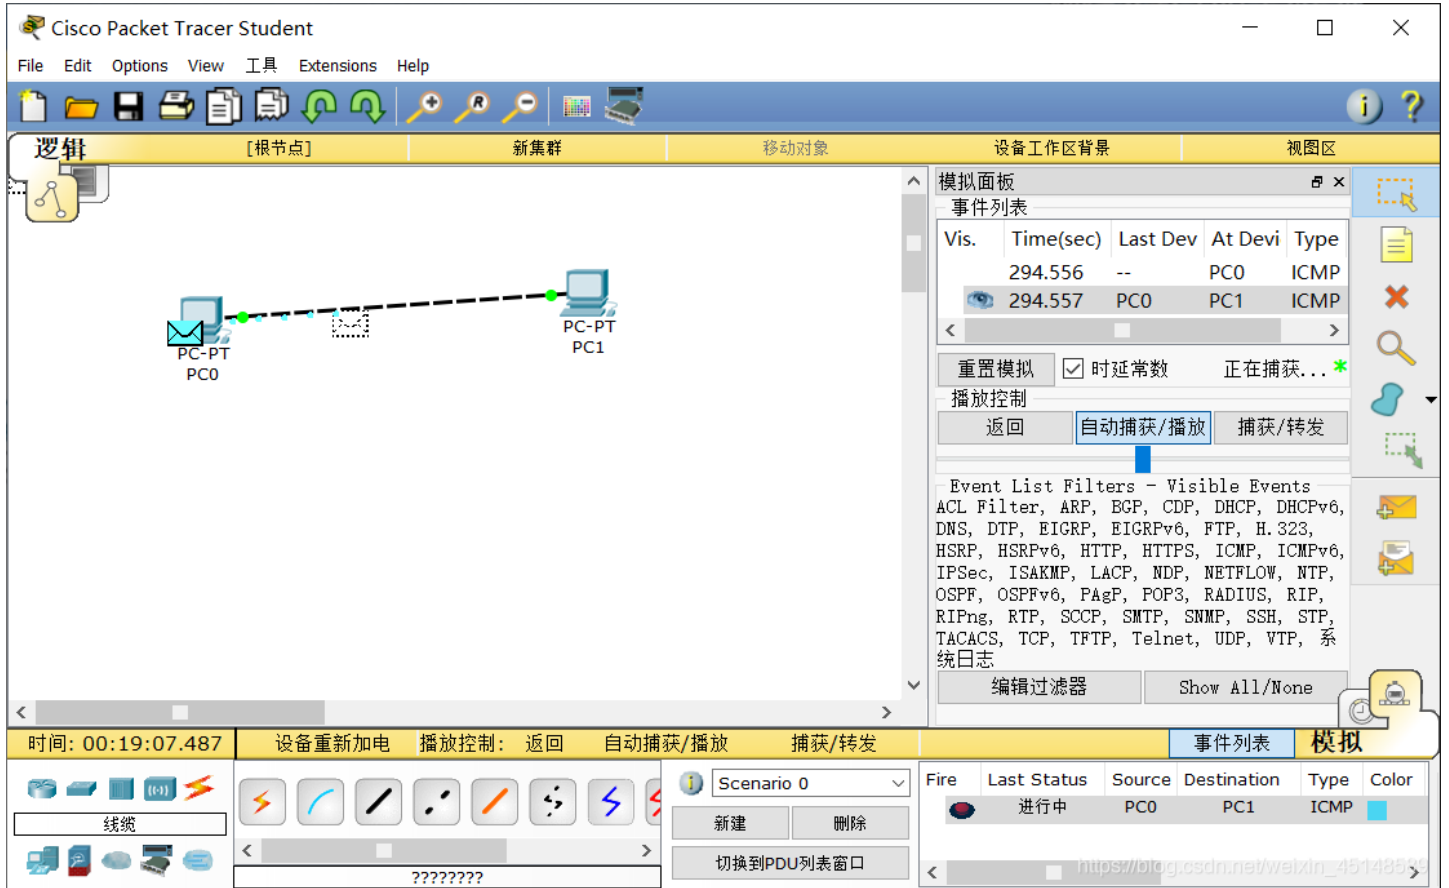 Cisco Packet Tracer Student
File Edit Options View 工具 Extensions Help
逻辑 [根节点] 新集群 移动对象 设备工作区背景 视图区
模拟面板
事件列表
Vis. Time(sec) Last Dev At Devi Type
294.556 -- PC0 ICMP
294.557 PC0 PC1 ICMP
PC-PT
PC1
PC-PT
PC0
重置模拟 时延常数 正在捕获...*
播放控制
返回 自动捕获/播放 捕获/转发
Event List Filters - Visible Events
ACL Filter, ARP, BGP, CDP, DHCP, DHCPv6,
DNS, DTP, EIGRP, EIGRPv6, FTP, H.323,
HSRP, HSRPv6, HTTP, HTTPS, ICMP, ICMPv6,
IPSec, ISAKMP, LACP, NDP, NETFLOW, NTP,
OSPF, OSPFv6, PAgP, POP3, RADIUS, RIP,
RIPng, RTP, SCCP, SMTP, SNMP, SSH, STP,
TACACS, TCP, TFTP, Telnet, UDP, VTP, 系
统日志
编辑过滤器 Show All/None
时间: 00:19:07.487 设备重新加电 播放控制: 返回 自动捕获/播放 捕获/转发 事件列表 模拟
线缆
????????
Scenario 0
新建 删除
切换到PDU列表窗口
Fire Last Status Source Destination Type Color
进行中 PC0 PC1 ICMP
https://blog.csdn.net/weixin_45148589